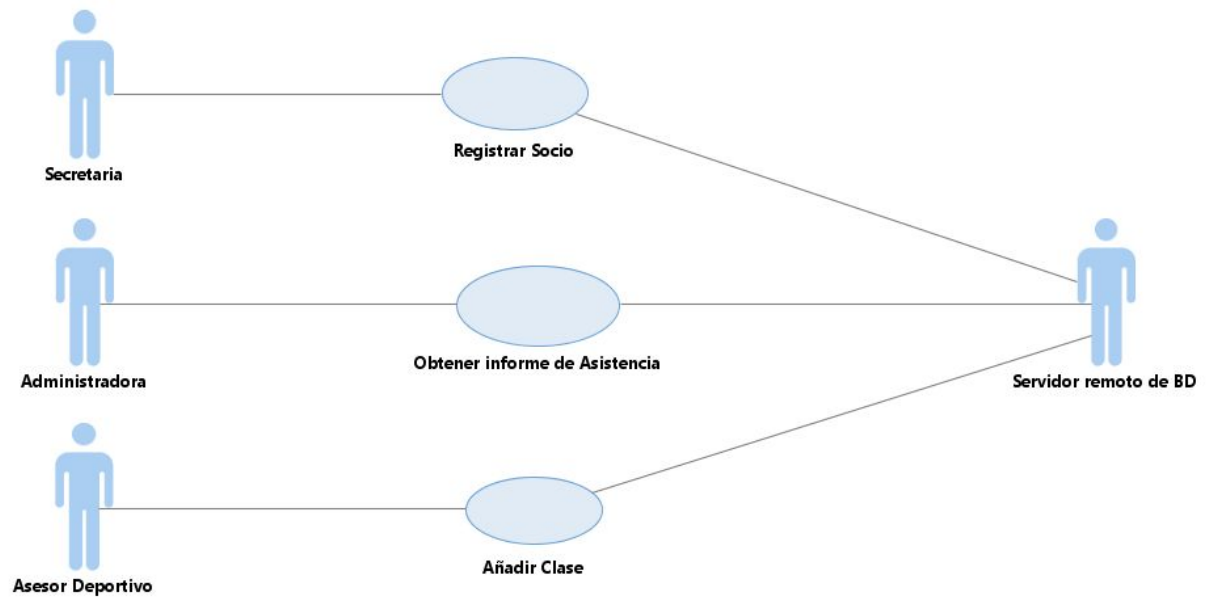 Registrar Socio
Secretaria
Obtener informe de Asistencia
Administradora
Servidor remoto de BD
Añadir Clase
Asesor Deportivo